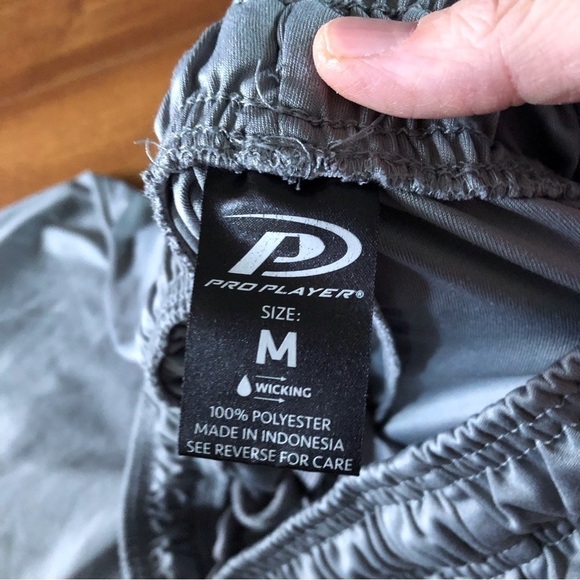 P
PRO PLAYER®
SIZE:
M
WICKING
100% POLYESTER
MADE IN INDONESIA
SEE REVERSE FOR CARE